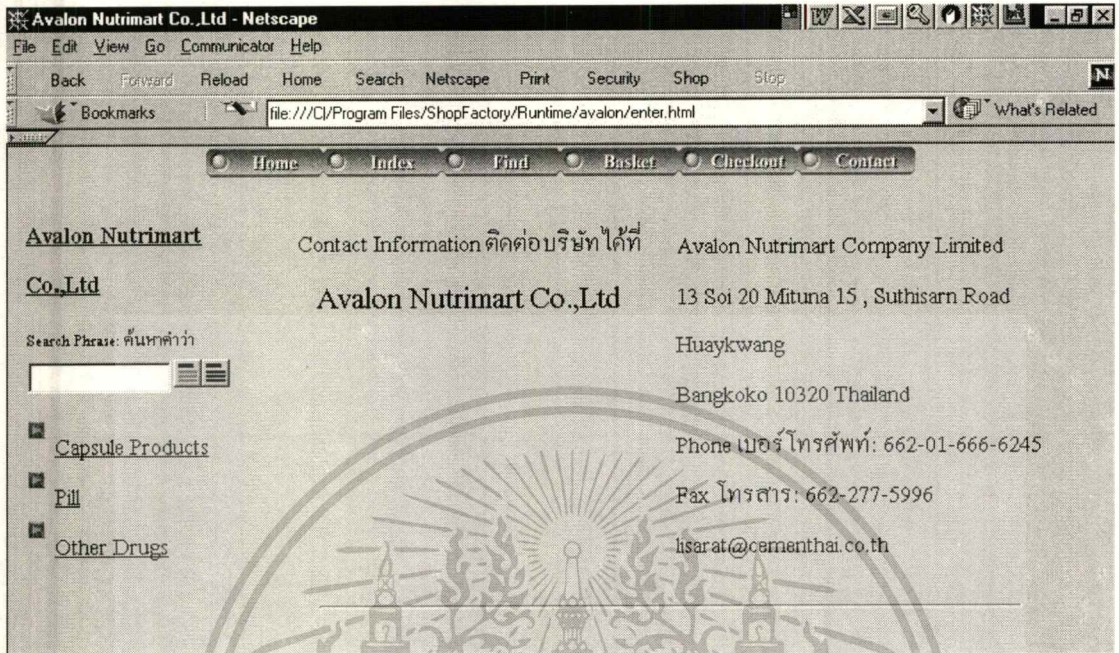 Avalon Nutrimart Co.,Ltd - Netscape
File Edit View Go Communicator Help
Back Forward Reload Home Search Netscape Print Security Shop Stop
Bookmarks file:///C|/Program Files/ShopFactory/Runtime/avalon/enter.html What's Related
Home Index Find Basket Checkout Contact
Avalon Nutrimart
Co.,Ltd
Search Phrase: ค้นหาคำว่า
Capsule Products
Pill
Other Drugs
Contact Information ติดต่อบริษัทได้ที่
Avalon Nutrimart Co.,Ltd
Avalon Nutrimart Company Limited
13 Soi 20 Mituna 15 , Suthisarn Road
Huaykwang
Bangkoko 10320 Thailand
Phone เบอร์โทรศัพท์: 662-01-666-6245
Fax โทรสาร: 662-277-5996
lisarat@cementhai.co.th